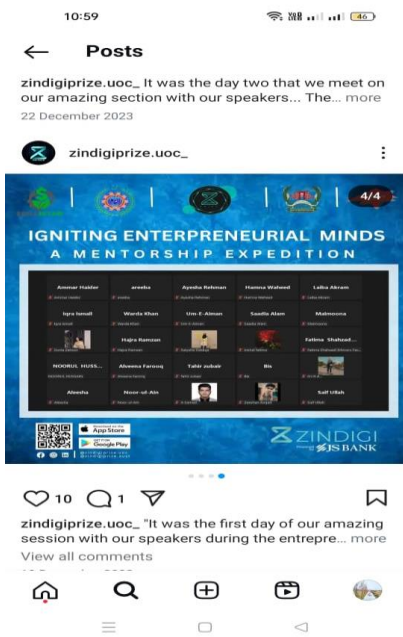 10:59
46
Posts
zindigiprize.uoc_ It was the day two that we meet on
our amazing section with our speakers... The... more
22 December 2023
zindigiprize.uoc_
4/4
IGNITING ENTERPRENEURIAL MINDS
A MENTORSHIP EXPEDITION
Ammar Haider areeba Ayesha Rehman Hamna Waheed Laiba Akram
Iqra Ismail Warda Khan Um-E-Aiman Saadia Alam Maimoona
Hajra Ramzan Fatima Shahzad...
NOORUL HUSS... Alveena Farooq Tahir zubair Bis
Aleesha Noor-ul-Ain Saif Ullah
App Store
Google Play
ZINDIGI
JS BANK
10 1
zindigiprize.uoc_ "It was the first day of our amazing
session with our speakers during the entrepre... more
View all comments